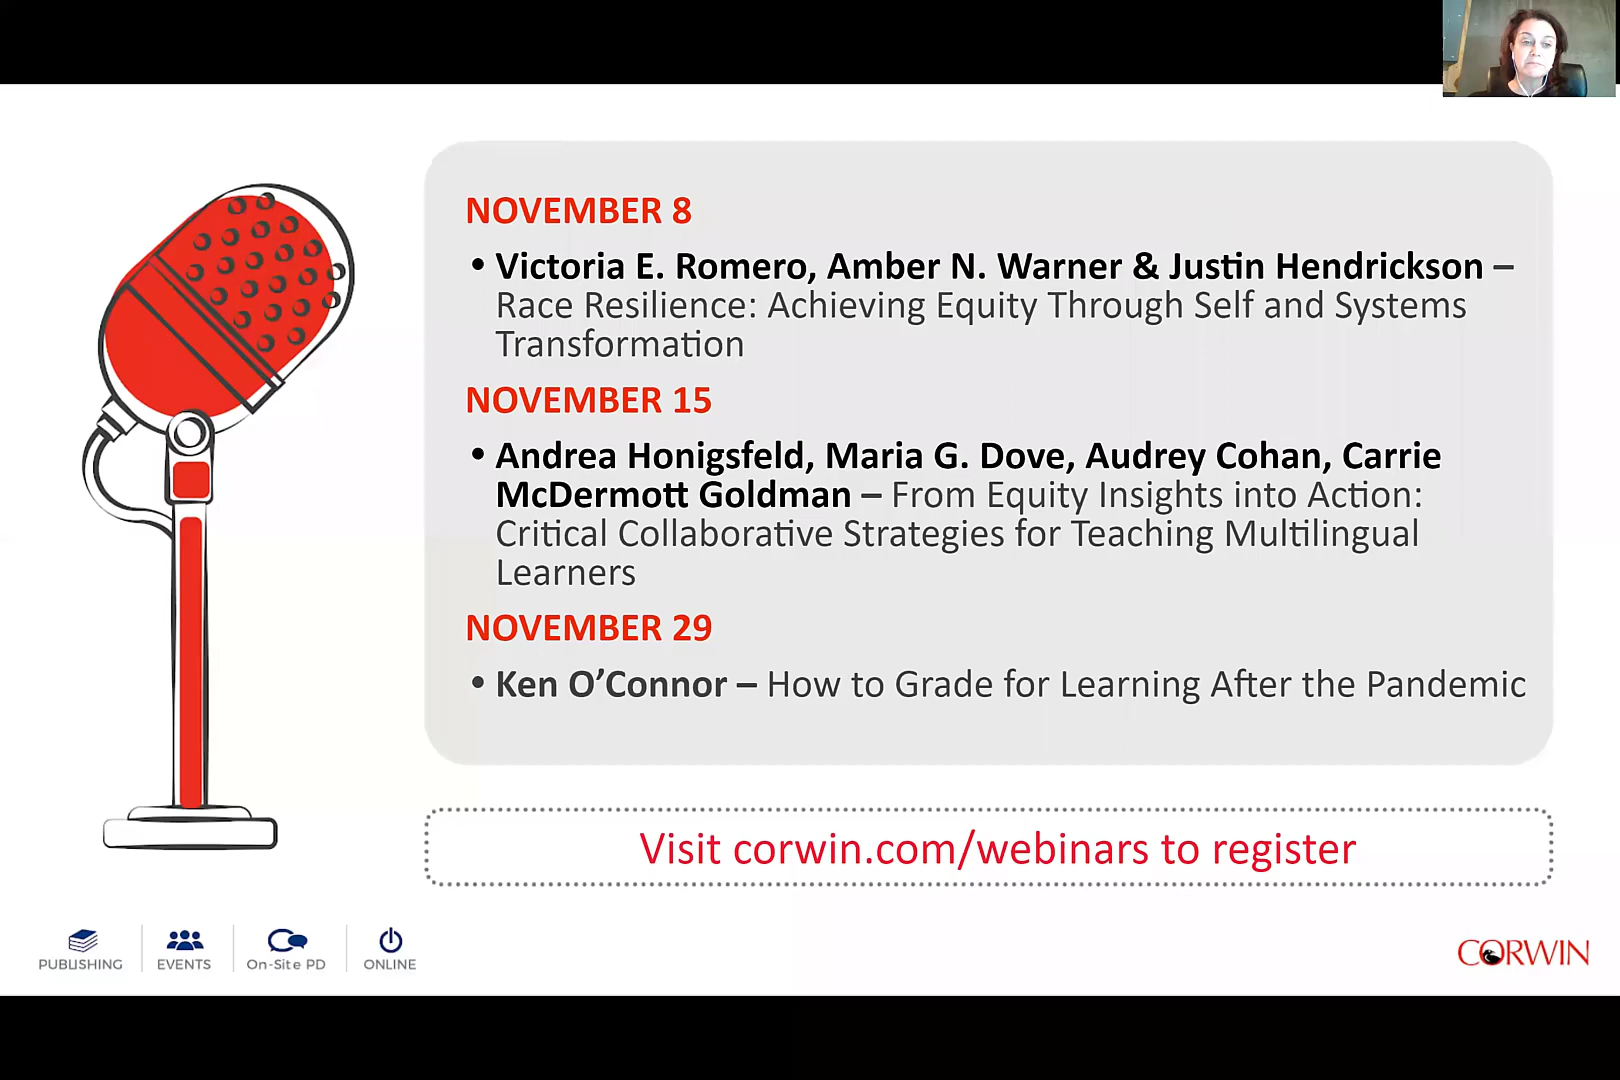 NOVEMBER 8
• Victoria E. Romero, Amber N. Warner & Justin Hendrickson –
Race Resilience: Achieving Equity Through Self and Systems
Transformation
NOVEMBER 15
• Andrea Honigsfeld, Maria G. Dove, Audrey Cohan, Carrie
McDermott Goldman – From Equity Insights into Action:
Critical Collaborative Strategies for Teaching Multilingual
Learners
NOVEMBER 29
• Ken O’Connor – How to Grade for Learning After the Pandemic
Visit corwin.com/webinars to register
PUBLISHING
EVENTS
On-Site PD
ONLINE
CORWIN